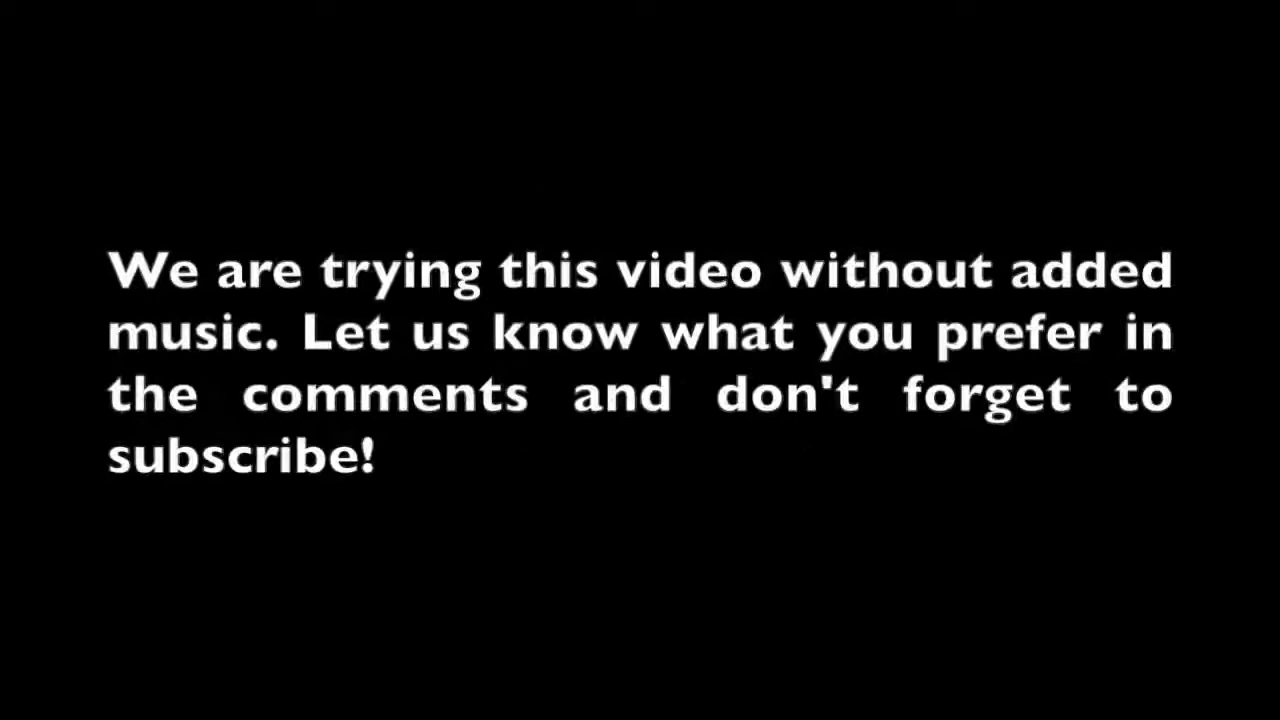 We are trying this video without added
music. Let us know what you prefer in
the comments and don't forget to
subscribe!